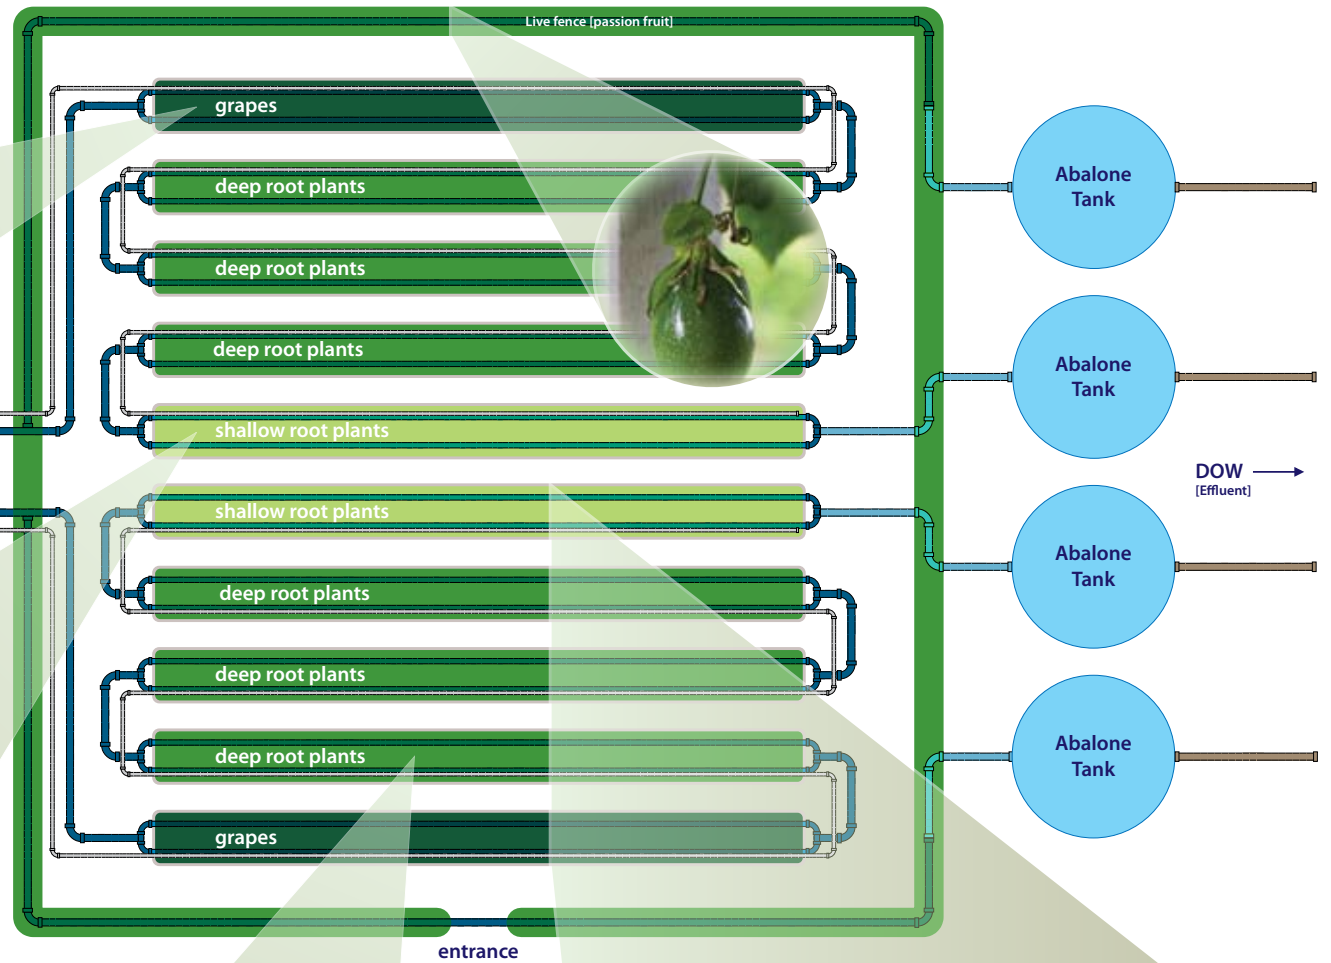 Live fence [passion fruit]
grapes
deep root plants
deep root plants
deep root plants
shallow root plants
shallow root plants
deep root plants
deep root plants
deep root plants
grapes
entrance
Abalone
Tank
Abalone
Tank
DOW
[Effluent]
Abalone
Tank
Abalone
Tank